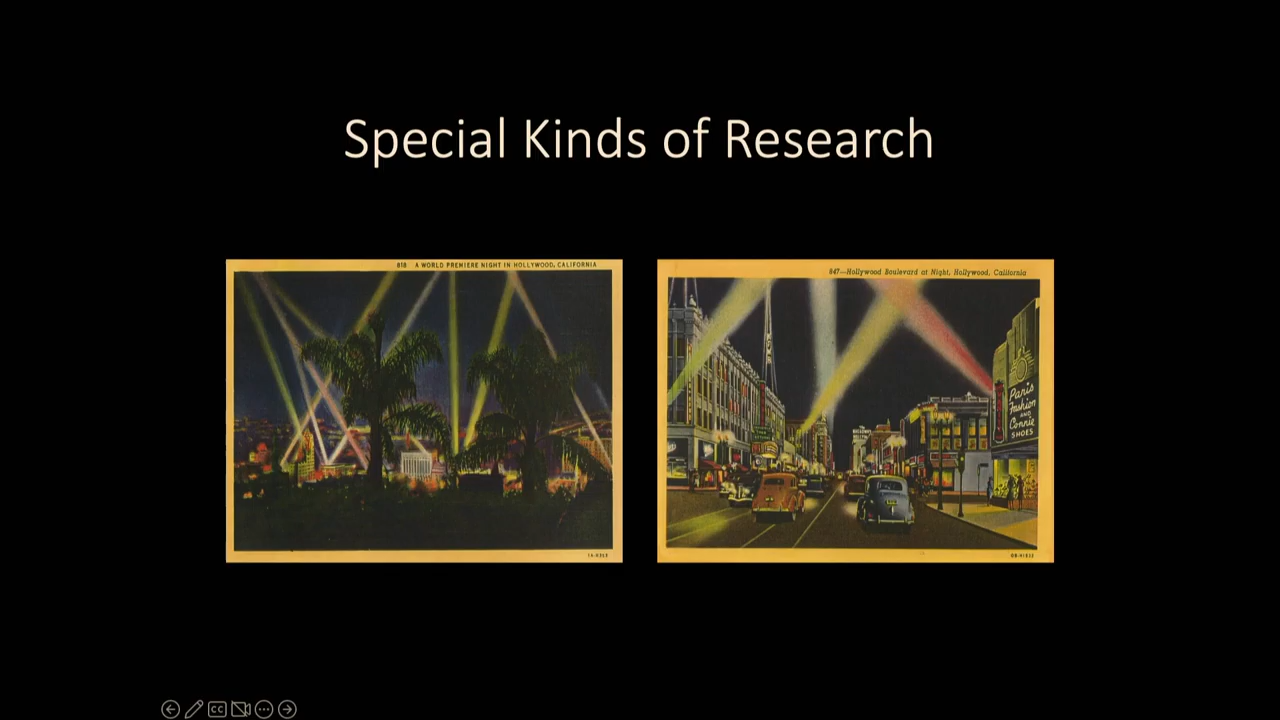 Special Kinds of Research
818 A WORLD PREMIERE NIGHT IN HOLLYWOOD, CALIFORNIA
847—Hollywood Boulevard at Night, Hollywood, California
Paris
Fashion
AND
Connie
SHOES
CC